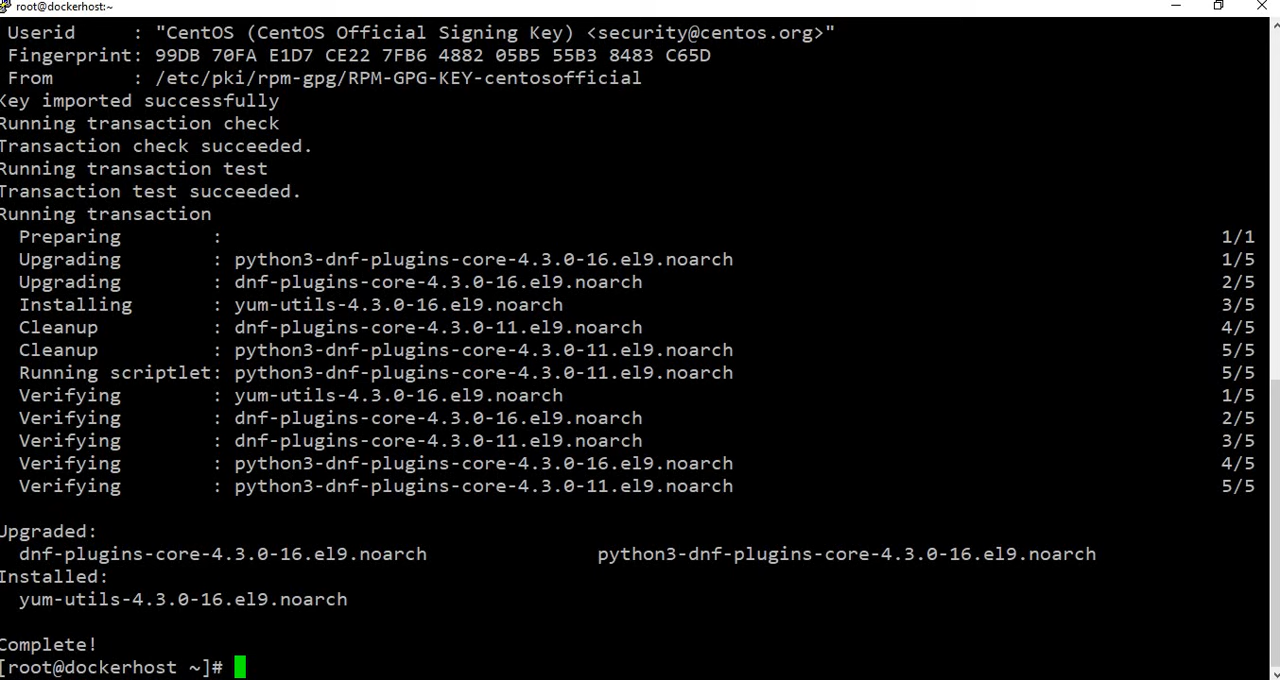 root@dockerhost:~
Userid     : "CentOS (CentOS Official Signing Key) <security@centos.org>"
Fingerprint: 99DB 70FA E1D7 CE22 7FB6 4882 05B5 55B3 8483 C65D
From       : /etc/pki/rpm-gpg/RPM-GPG-KEY-centosofficial
Key imported successfully
Running transaction check
Transaction check succeeded.
Running transaction test
Transaction test succeeded.
Running transaction
Preparing        :                                                     1/1
Upgrading        : python3-dnf-plugins-core-4.3.0-16.el9.noarch        1/5
Upgrading        : dnf-plugins-core-4.3.0-16.el9.noarch                2/5
Installing       : yum-utils-4.3.0-16.el9.noarch                       3/5
Cleanup          : dnf-plugins-core-4.3.0-11.el9.noarch                4/5
Cleanup          : python3-dnf-plugins-core-4.3.0-11.el9.noarch        5/5
Running scriptlet: python3-dnf-plugins-core-4.3.0-11.el9.noarch        5/5
Verifying        : yum-utils-4.3.0-16.el9.noarch                       1/5
Verifying        : dnf-plugins-core-4.3.0-16.el9.noarch                2/5
Verifying        : dnf-plugins-core-4.3.0-11.el9.noarch                3/5
Verifying        : python3-dnf-plugins-core-4.3.0-16.el9.noarch        4/5
Verifying        : python3-dnf-plugins-core-4.3.0-11.el9.noarch        5/5
Upgraded:
dnf-plugins-core-4.3.0-16.el9.noarch               python3-dnf-plugins-core-4.3.0-16.el9.noarch
Installed:
yum-utils-4.3.0-16.el9.noarch
Complete!
[root@dockerhost ~]#